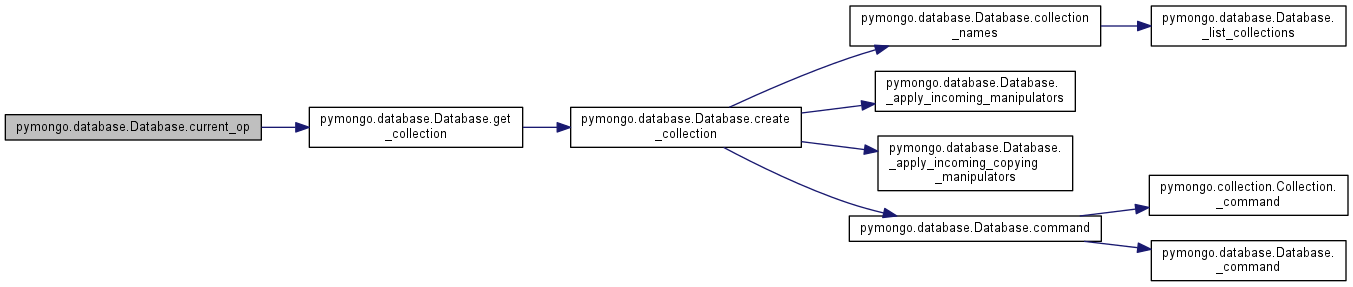 pymongo.database.Database.current_op
pymongo.database.Database.get
_collection
pymongo.database.Database.create
_collection
pymongo.database.Database.collection
_names
pymongo.database.Database.
_list_collections
pymongo.database.Database.
_apply_incoming_manipulators
pymongo.database.Database.
_apply_incoming_copying
_manipulators
pymongo.database.Database.command
pymongo.collection.Collection.
_command
pymongo.database.Database.
_command